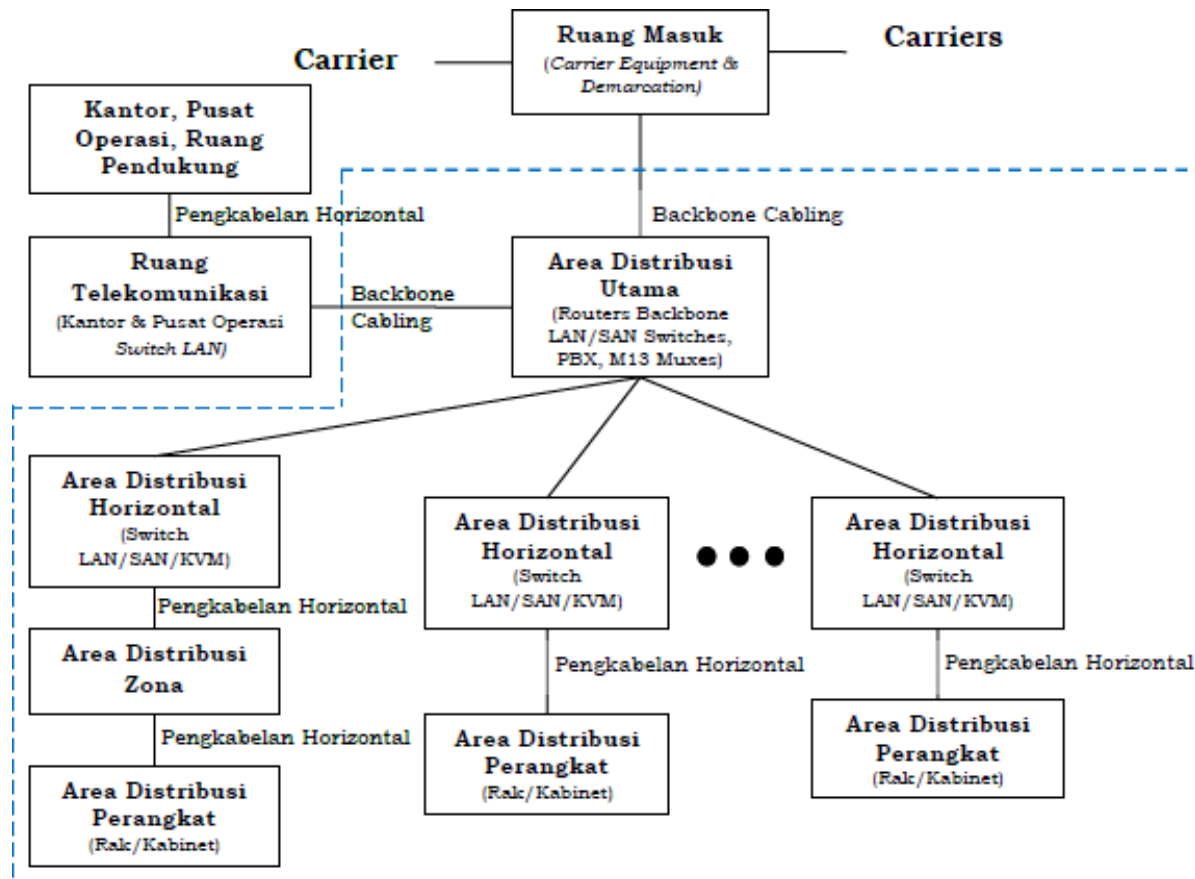 Ruang Masuk
(Carrier Equipment &
Demarcation)
Carrier
Carriers
Kantor, Pusat
Operasi, Ruang
Pendukung
Pengkabelan Horizontal
Backbone Cabling
Ruang
Telekomunikasi
(Kantor & Pusat Operasi
Switch LAN)
Backbone
Cabling
Area Distribusi
Utama
(Routers Backbone
LAN/SAN Switches,
PBX, M13 Muxes)
Area Distribusi
Horizontal
(Switch
LAN/SAN/KVM)
Pengkabelan Horizontal
Area Distribusi
Zona
Pengkabelan Horizontal
Area Distribusi
Perangkat
(Rak/Kabinet)
Area Distribusi
Horizontal
(Switch
LAN/SAN/KVM)
Pengkabelan Horizontal
Area Distribusi
Perangkat
(Rak/Kabinet)
Area Distribusi
Horizontal
(Switch
LAN/SAN/KVM)
Pengkabelan Horizontal
Area Distribusi
Perangkat
(Rak/Kabinet)